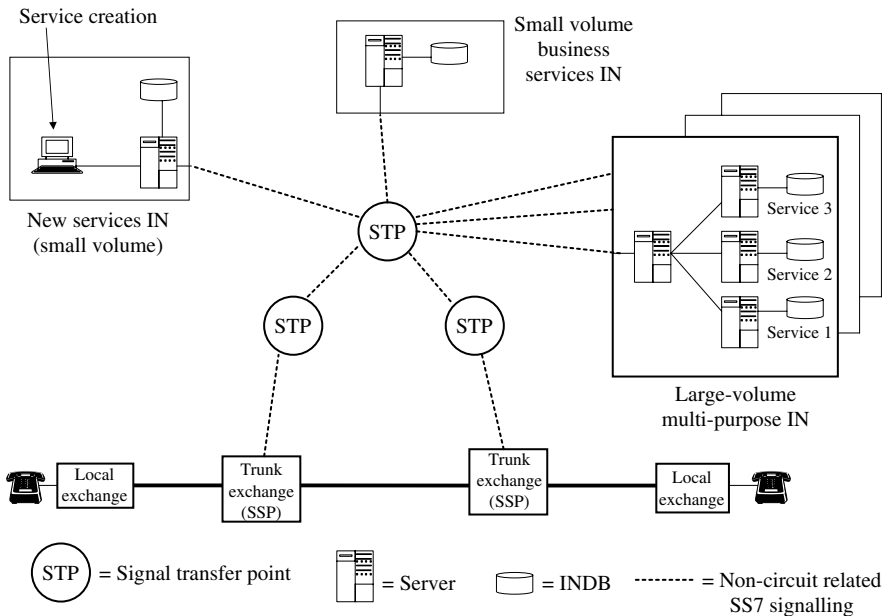 Service creation
Small volume
business
services IN
New services IN
(small volume)
STP
Service 3
Service 2
Service 1
STP
STP
Large-volume
multi-purpose IN
Local
exchange
Trunk
exchange
(SSP)
Trunk
exchange
(SSP)
Local
exchange
STP
= Signal transfer point
= Server
= INDB
= Non-circuit related
SS7 signalling